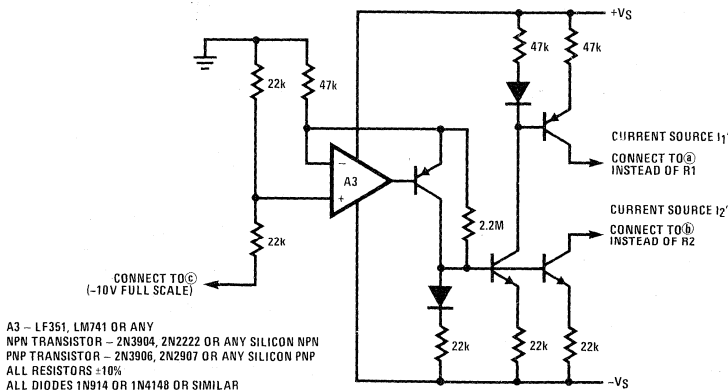 +VS
47k
47k
22k
47k
CURRENT SOURCE I1'
CONNECT TO ⓐ
INSTEAD OF R1
−
A3
+
2.2M
CURRENT SOURCE I2'
CONNECT TO ⓑ
INSTEAD OF R2
22k
CONNECT TO ⓒ
(−10V FULL SCALE)
22k
22k
22k
−VS
A3 – LF351, LM741 OR ANY
NPN TRANSISTOR – 2N3904, 2N2222 OR ANY SILICON NPN
PNP TRANSISTOR – 2N3906, 2N2907 OR ANY SILICON PNP
ALL RESISTORS ±10%
ALL DIODES 1N914 OR 1N4148 OR SIMILAR